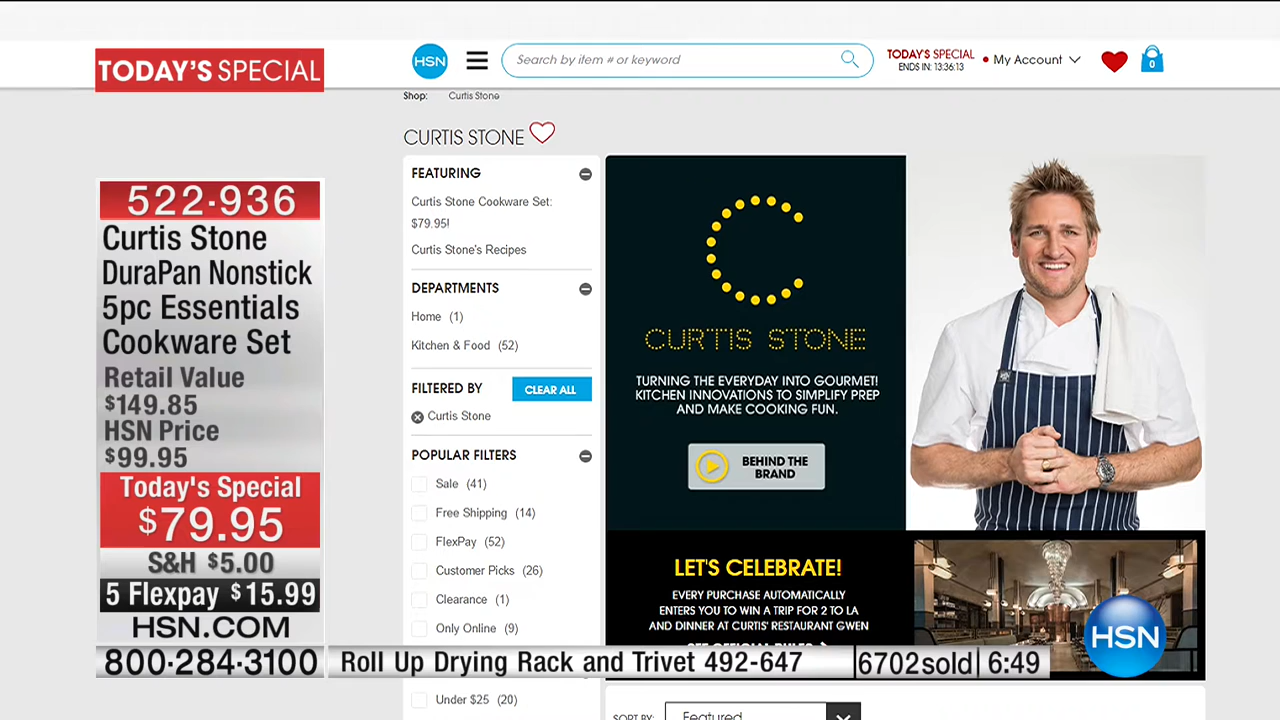 TODAY'S SPECIAL
HSN
Search by item # or keyword
TODAY'S SPECIAL
ENDS IN: 13:36:13
My Account
0
Shop: Curtis Stone
CURTIS STONE
522-936
Curtis Stone
DuraPan Nonstick
5pc Essentials
Cookware Set
Retail Value
$149.85
HSN Price
$99.95
Today's Special
$79.95
S&H $5.00
5 Flexpay $15.99
HSN.COM
800-284-3100
FEATURING
Curtis Stone Cookware Set:
$79.95!
Curtis Stone's Recipes
DEPARTMENTS
Home (1)
Kitchen & Food (52)
FILTERED BY CLEAR ALL
Curtis Stone
POPULAR FILTERS
Sale (41)
Free Shipping (14)
FlexPay (52)
Customer Picks (26)
Clearance (1)
Only Online (9)
Under $25 (20)
C
CURTIS STONE
TURNING THE EVERYDAY INTO GOURMET!
KITCHEN INNOVATIONS TO SIMPLIFY PREP
AND MAKE COOKING FUN.
BEHIND THE
BRAND
LET'S CELEBRATE!
EVERY PURCHASE AUTOMATICALLY
ENTERS YOU TO WIN A TRIP FOR 2 TO LA
AND DINNER AT CURTIS' RESTAURANT GWEN
SEE OFFICIAL RULES
HSN
Roll Up Drying Rack and Trivet 492-647
6702 sold 6:49
SORT BY: Featured